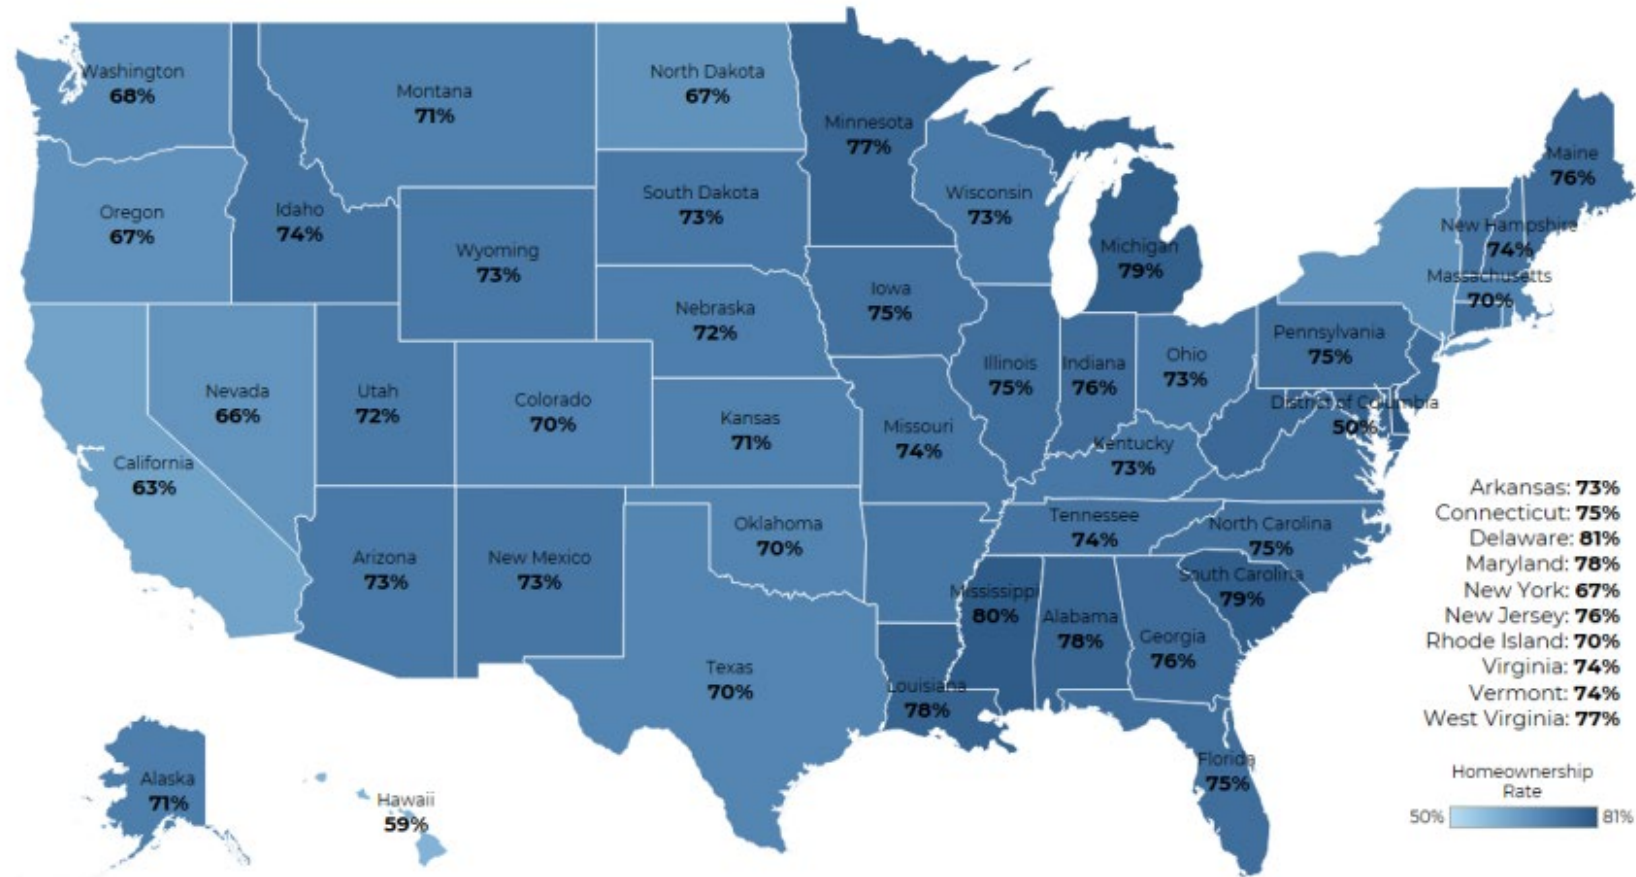 Washington
68%
Montana
71%
North Dakota
67%
Minnesota
77%
Maine
76%
Oregon
67%
Idaho
74%
South Dakota
73%
Wisconsin
73%
Wyoming
73%
Michigan
79%
New Hampshire
74%
Massachusetts
70%
Nebraska
72%
Iowa
75%
Illinois
75%
Indiana
76%
Ohio
73%
Pennsylvania
75%
Nevada
66%
Utah
72%
Colorado
70%
Kansas
71%
Missouri
74%
Kentucky
73%
District of Columbia
50%
California
63%
Arizona
73%
New Mexico
73%
Oklahoma
70%
Tennessee
74%
North Carolina
75%
South Carolina
79%
Mississippi
80%
Alabama
78%
Georgia
76%
Texas
70%
Louisiana
78%
Florida
75%
Alaska
71%
Hawaii
59%
Arkansas: 73%
Connecticut: 75%
Delaware: 81%
Maryland: 78%
New York: 67%
New Jersey: 76%
Rhode Island: 70%
Virginia: 74%
Vermont: 74%
West Virginia: 77%
Homeownership
Rate
50% 81%